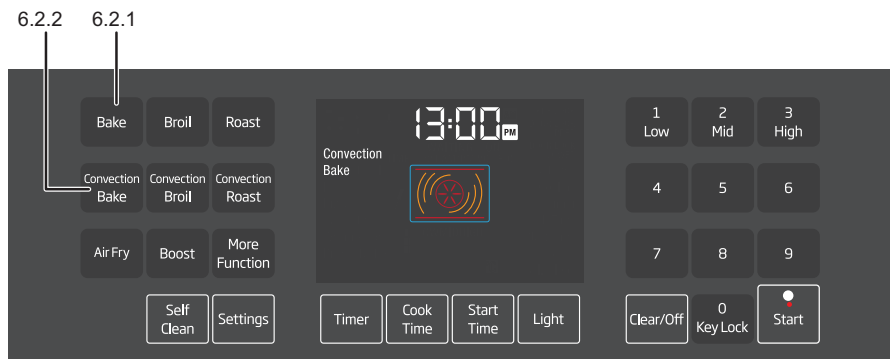 6.2.2 6.2.1
Bake Broil Roast
13:00 PM
1 2 3
Low Mid High
Convection
Bake
Convection Convection Convection
Bake Broil Roast
4 5 6
Air Fry Boost More
Function
7 8 9
Self
Clean
Settings
Timer
Cook
Time
Start
Time
Light
Clear/Off
0
Key Lock
Start